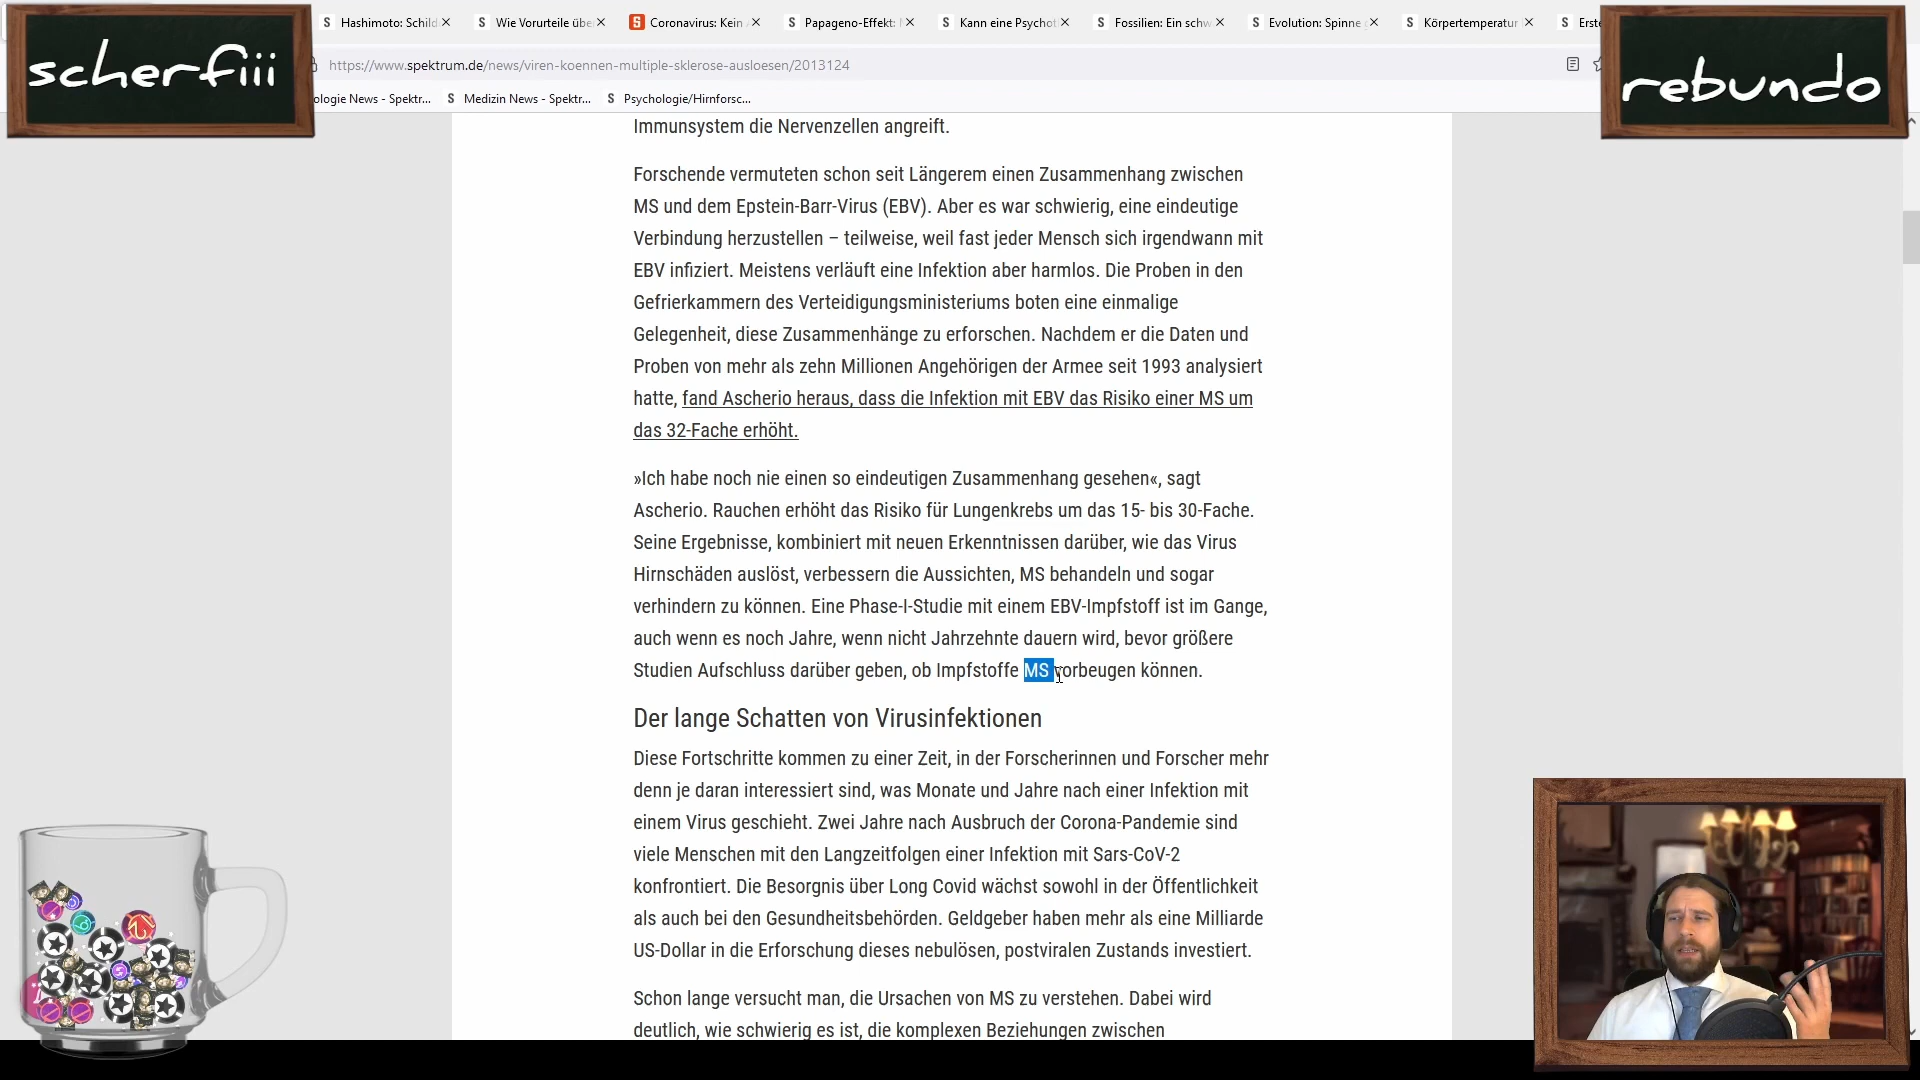 scherfiii
Hashimoto: Schild
Wie Vorurteile übe
Coronavirus: Kein
Papageno-Effekt:
Kann eine Psychot
Fossilien: Ein schw
Evolution: Spinne
Körpertemperatur
Erste
rebundo
https://www.spektrum.de/news/viren-koennen-multiple-sklerose-ausloesen/2013124
ologie News - Spektr...
Medizin News - Spektr...
Psychologie/Hirnforsc...
Immunsystem die Nervenzellen angreift.
Forschende vermuteten schon seit Längerem einen Zusammenhang zwischen
MS und dem Epstein-Barr-Virus (EBV). Aber es war schwierig, eine eindeutige
Verbindung herzustellen – teilweise, weil fast jeder Mensch sich irgendwann mit
EBV infiziert. Meistens verläuft eine Infektion aber harmlos. Die Proben in den
Gefrierkammern des Verteidigungsministeriums boten eine einmalige
Gelegenheit, diese Zusammenhänge zu erforschen. Nachdem er die Daten und
Proben von mehr als zehn Millionen Angehörigen der Armee seit 1993 analysiert
hatte, fand Ascherio heraus, dass die Infektion mit EBV das Risiko einer MS um
das 32-Fache erhöht.
»Ich habe noch nie einen so eindeutigen Zusammenhang gesehen«, sagt
Ascherio. Rauchen erhöht das Risiko für Lungenkrebs um das 15- bis 30-Fache.
Seine Ergebnisse, kombiniert mit neuen Erkenntnissen darüber, wie das Virus
Hirnschäden auslöst, verbessern die Aussichten, MS behandeln und sogar
verhindern zu können. Eine Phase-I-Studie mit einem EBV-Impfstoff ist im Gange,
auch wenn es noch Jahre, wenn nicht Jahrzehnte dauern wird, bevor größere
Studien Aufschluss darüber geben, ob Impfstoffe MS vorbeugen können.
Der lange Schatten von Virusinfektionen
Diese Fortschritte kommen zu einer Zeit, in der Forscherinnen und Forscher mehr
denn je daran interessiert sind, was Monate und Jahre nach einer Infektion mit
einem Virus geschieht. Zwei Jahre nach Ausbruch der Corona-Pandemie sind
viele Menschen mit den Langzeitfolgen einer Infektion mit Sars-CoV-2
konfrontiert. Die Besorgnis über Long Covid wächst sowohl in der Öffentlichkeit
als auch bei den Gesundheitsbehörden. Geldgeber haben mehr als eine Milliarde
US-Dollar in die Erforschung dieses nebulösen, postviralen Zustands investiert.
Schon lange versucht man, die Ursachen von MS zu verstehen. Dabei wird
deutlich, wie schwierig es ist, die komplexen Beziehungen zwischen